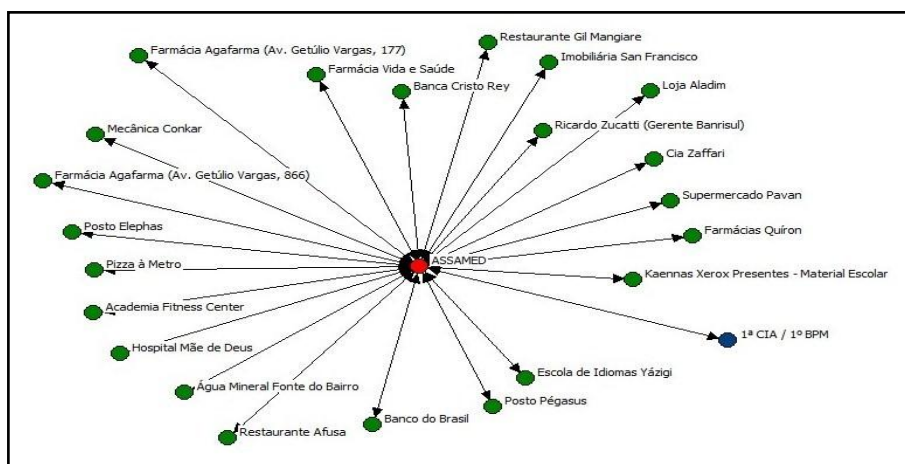 Restaurante Gil Mangiare
Farmácia Agafarma (Av. Getúlio Vargas, 177)
Imobiliária San Francisco
Farmácia Vida e Saúde
Banca Cristo Rey
Loja Aladim
Mecânica Conkar
Ricardo Zucatti (Gerente Banrisul)
Cia Zaffari
Farmácia Agafarma (Av. Getúlio Vargas, 866)
Supermercado Pavan
Posto Elephas
Farmácias Quíron
ASSAMED
Pizza à Metro
Kaennas Xerox Presentes - Material Escolar
Academia Fitness Center
1ª CIA / 1º BPM
Hospital Mãe de Deus
Escola de Idiomas Yázigi
Água Mineral Fonte do Bairro
Posto Pégasus
Banco do Brasil
Restaurante Afusa